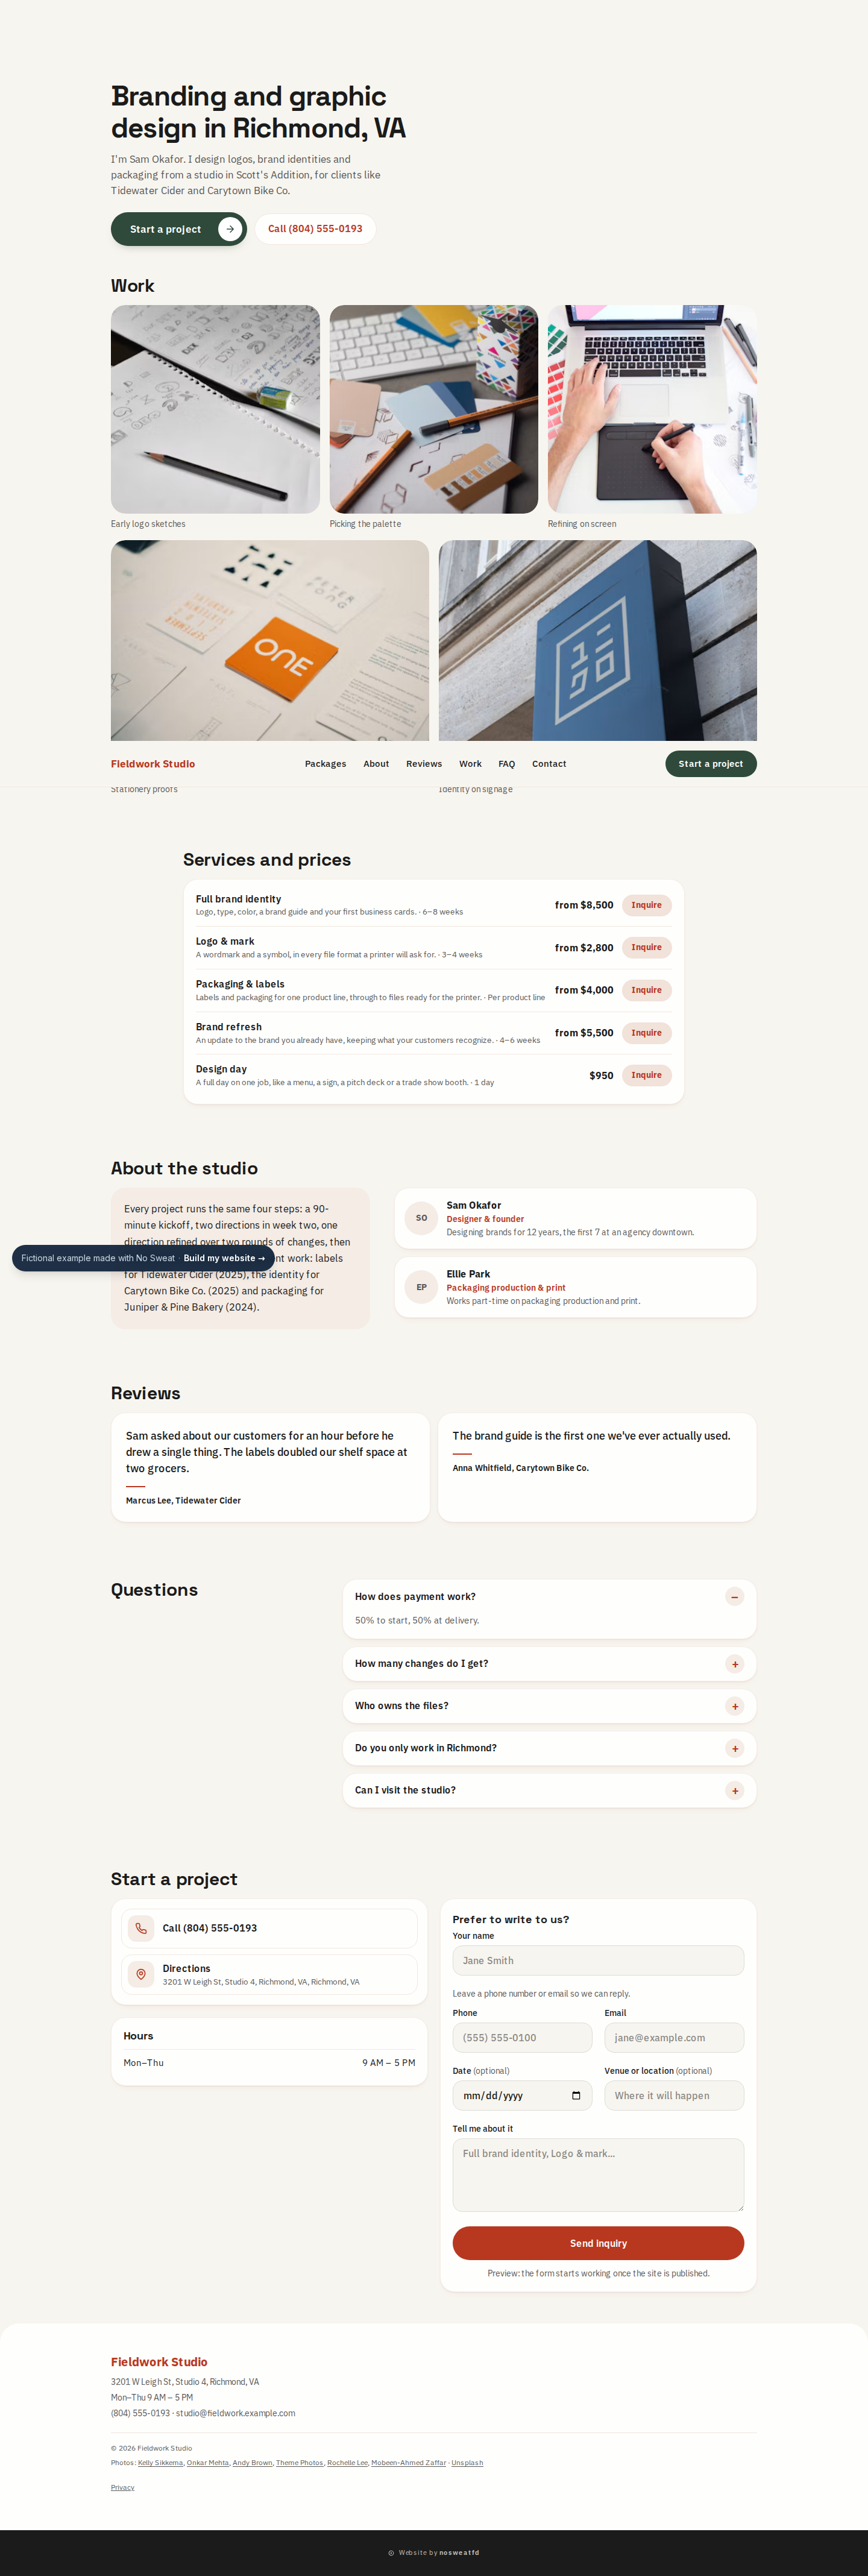 Branding and graphic
design in Richmond, VA
I'm Sam Okafor. I design logos, brand identities and
packaging from a studio in Scott's Addition, for clients like
Tidewater Cider and Carytown Bike Co.
Start a project
Call (804) 555-0193
Work
Early logo sketches
Picking the palette
Refining on screen
PETER
FONG
ONE
Fieldwork Studio
Packages
About
Reviews
Work
FAQ
Contact
Start a project
Stationery proofs
Identity on signage
Services and prices
Full brand identity
Logo, type, color, a brand guide and your first business cards. · 6–8 weeks
from $8,500
Inquire
Logo & mark
A wordmark and a symbol, in every file format a printer will ask for. · 3–4 weeks
from $2,800
Inquire
Packaging & labels
Labels and packaging for one product line, through to files ready for the printer. · Per product line
from $4,000
Inquire
Brand refresh
An update to the brand you already have, keeping what your customers recognize. · 4–6 weeks
from $5,500
Inquire
Design day
A full day on one job, like a menu, a sign, a pitch deck or a trade show booth. · 1 day
$950
Inquire
About the studio
Every project runs the same four steps: a 90-
minute kickoff, two directions in week two, one
direction refined over two rounds of changes, then
nt work: labels
for Tidewater Cider (2025), the identity for
Carytown Bike Co. (2025) and packaging for
Juniper & Pine Bakery (2024).
Fictional example made with No Sweat · Build my website →
SO
Sam Okafor
Designer & founder
Designing brands for 12 years, the first 7 at an agency downtown.
EP
Ellie Park
Packaging production & print
Works part-time on packaging production and print.
Reviews
Sam asked about our customers for an hour before he
drew a single thing. The labels doubled our shelf space at
two grocers.
Marcus Lee, Tidewater Cider
The brand guide is the first one we've ever actually used.
Anna Whitfield, Carytown Bike Co.
Questions
How does payment work?
50% to start, 50% at delivery.
How many changes do I get?
Who owns the files?
Do you only work in Richmond?
Can I visit the studio?
Start a project
Call (804) 555-0193
Directions
3201 W Leigh St, Studio 4, Richmond, VA, Richmond, VA
Hours
Mon–Thu
9 AM – 5 PM
Prefer to write to us?
Your name
Jane Smith
Leave a phone number or email so we can reply.
Phone
Email
(555) 555-0100
jane@example.com
Date (optional)
Venue or location (optional)
mm/dd/yyyy
Where it will happen
Tell me about it
Full brand identity, Logo & mark...
Send inquiry
Preview: the form starts working once the site is published.
Fieldwork Studio
3201 W Leigh St, Studio 4, Richmond, VA
Mon–Thu 9 AM – 5 PM
(804) 555-0193 · studio@fieldwork.example.com
© 2026 Fieldwork Studio
Photos: Kelly Sikkema, Onkar Mehta, Andy Brown, Theme Photos, Rochelle Lee, Mobeen-Ahmed Zaffar · Unsplash
Privacy
Website by nosweatfd